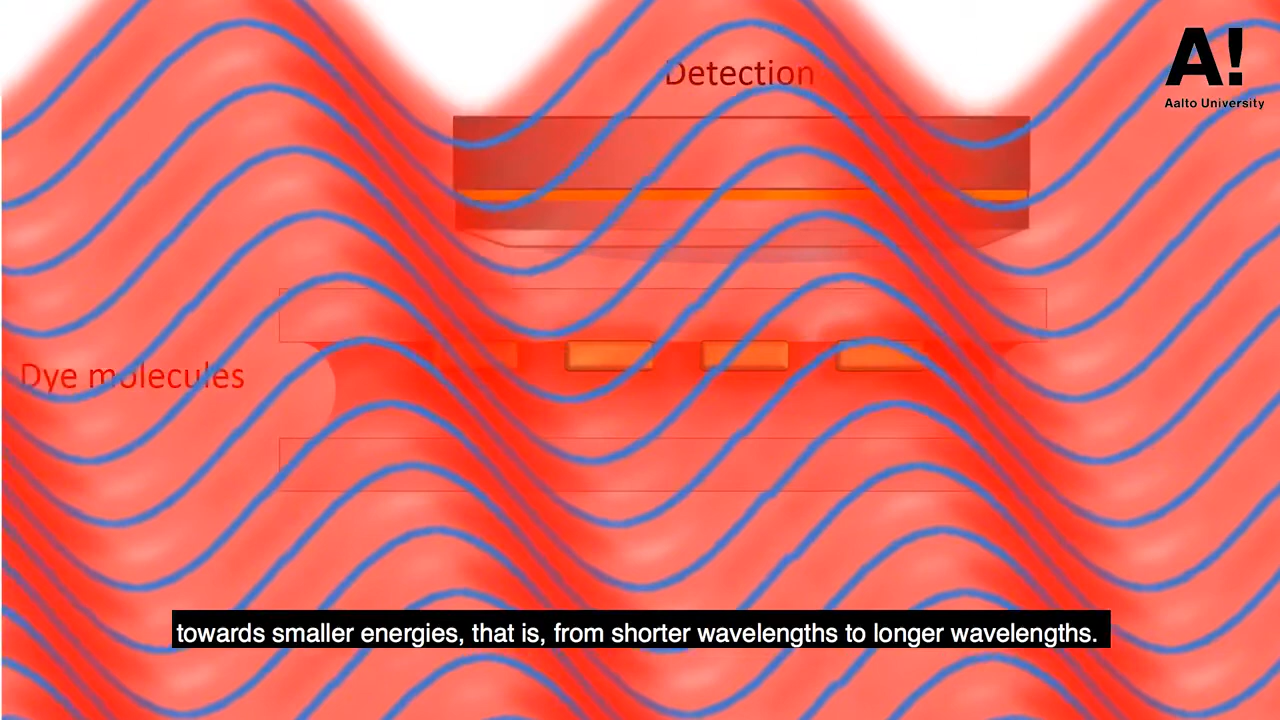 Detection
A!
Aalto University
Dye molecules
towards smaller energies, that is, from shorter wavelengths to longer wavelengths.